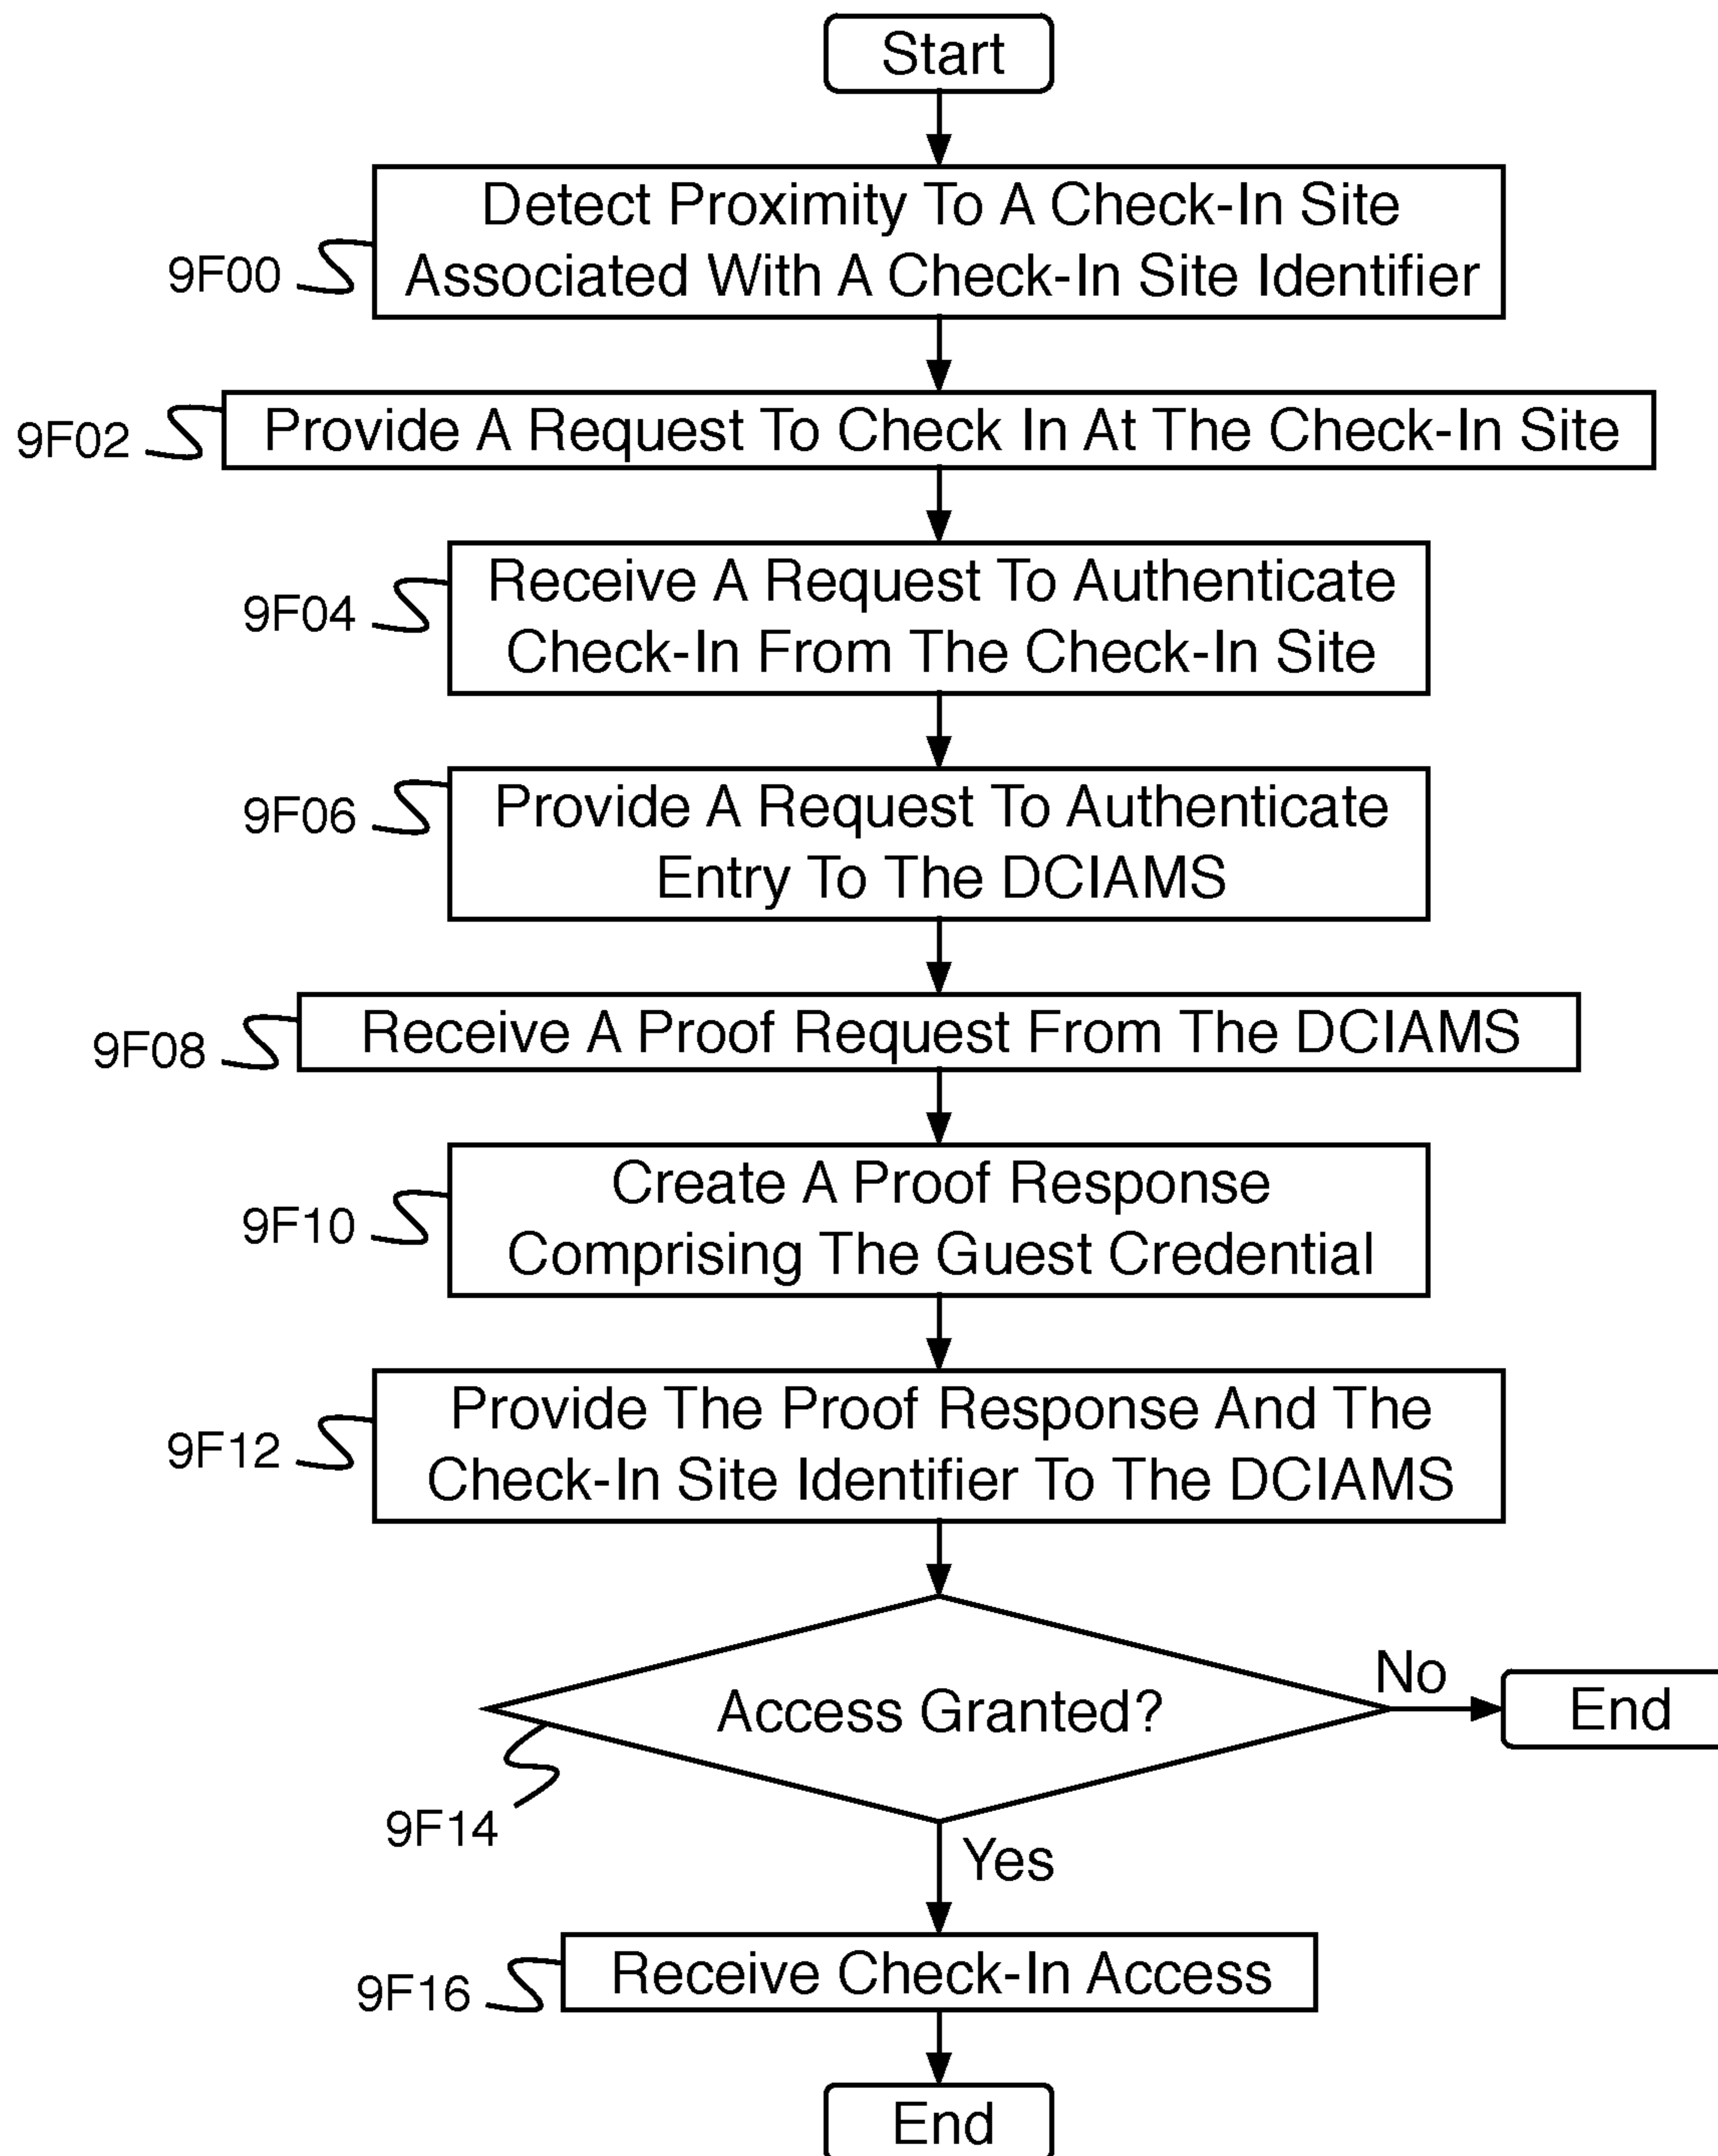 Start
Detect Proximity To A Check-In Site
Associated With A Check-In Site Identifier
9F00
Provide A Request To Check In At The Check-In Site
9F02
Receive A Request To Authenticate
Check-In From The Check-In Site
9F04
Provide A Request To Authenticate
Entry To The DCIAMS
9F06
Receive A Proof Request From The DCIAMS
9F08
Create A Proof Response
Comprising The Guest Credential
9F10
Provide The Proof Response And The
Check-In Site Identifier To The DCIAMS
9F12
Access Granted?
No
End
9F14
Yes
Receive Check-In Access
9F16
End